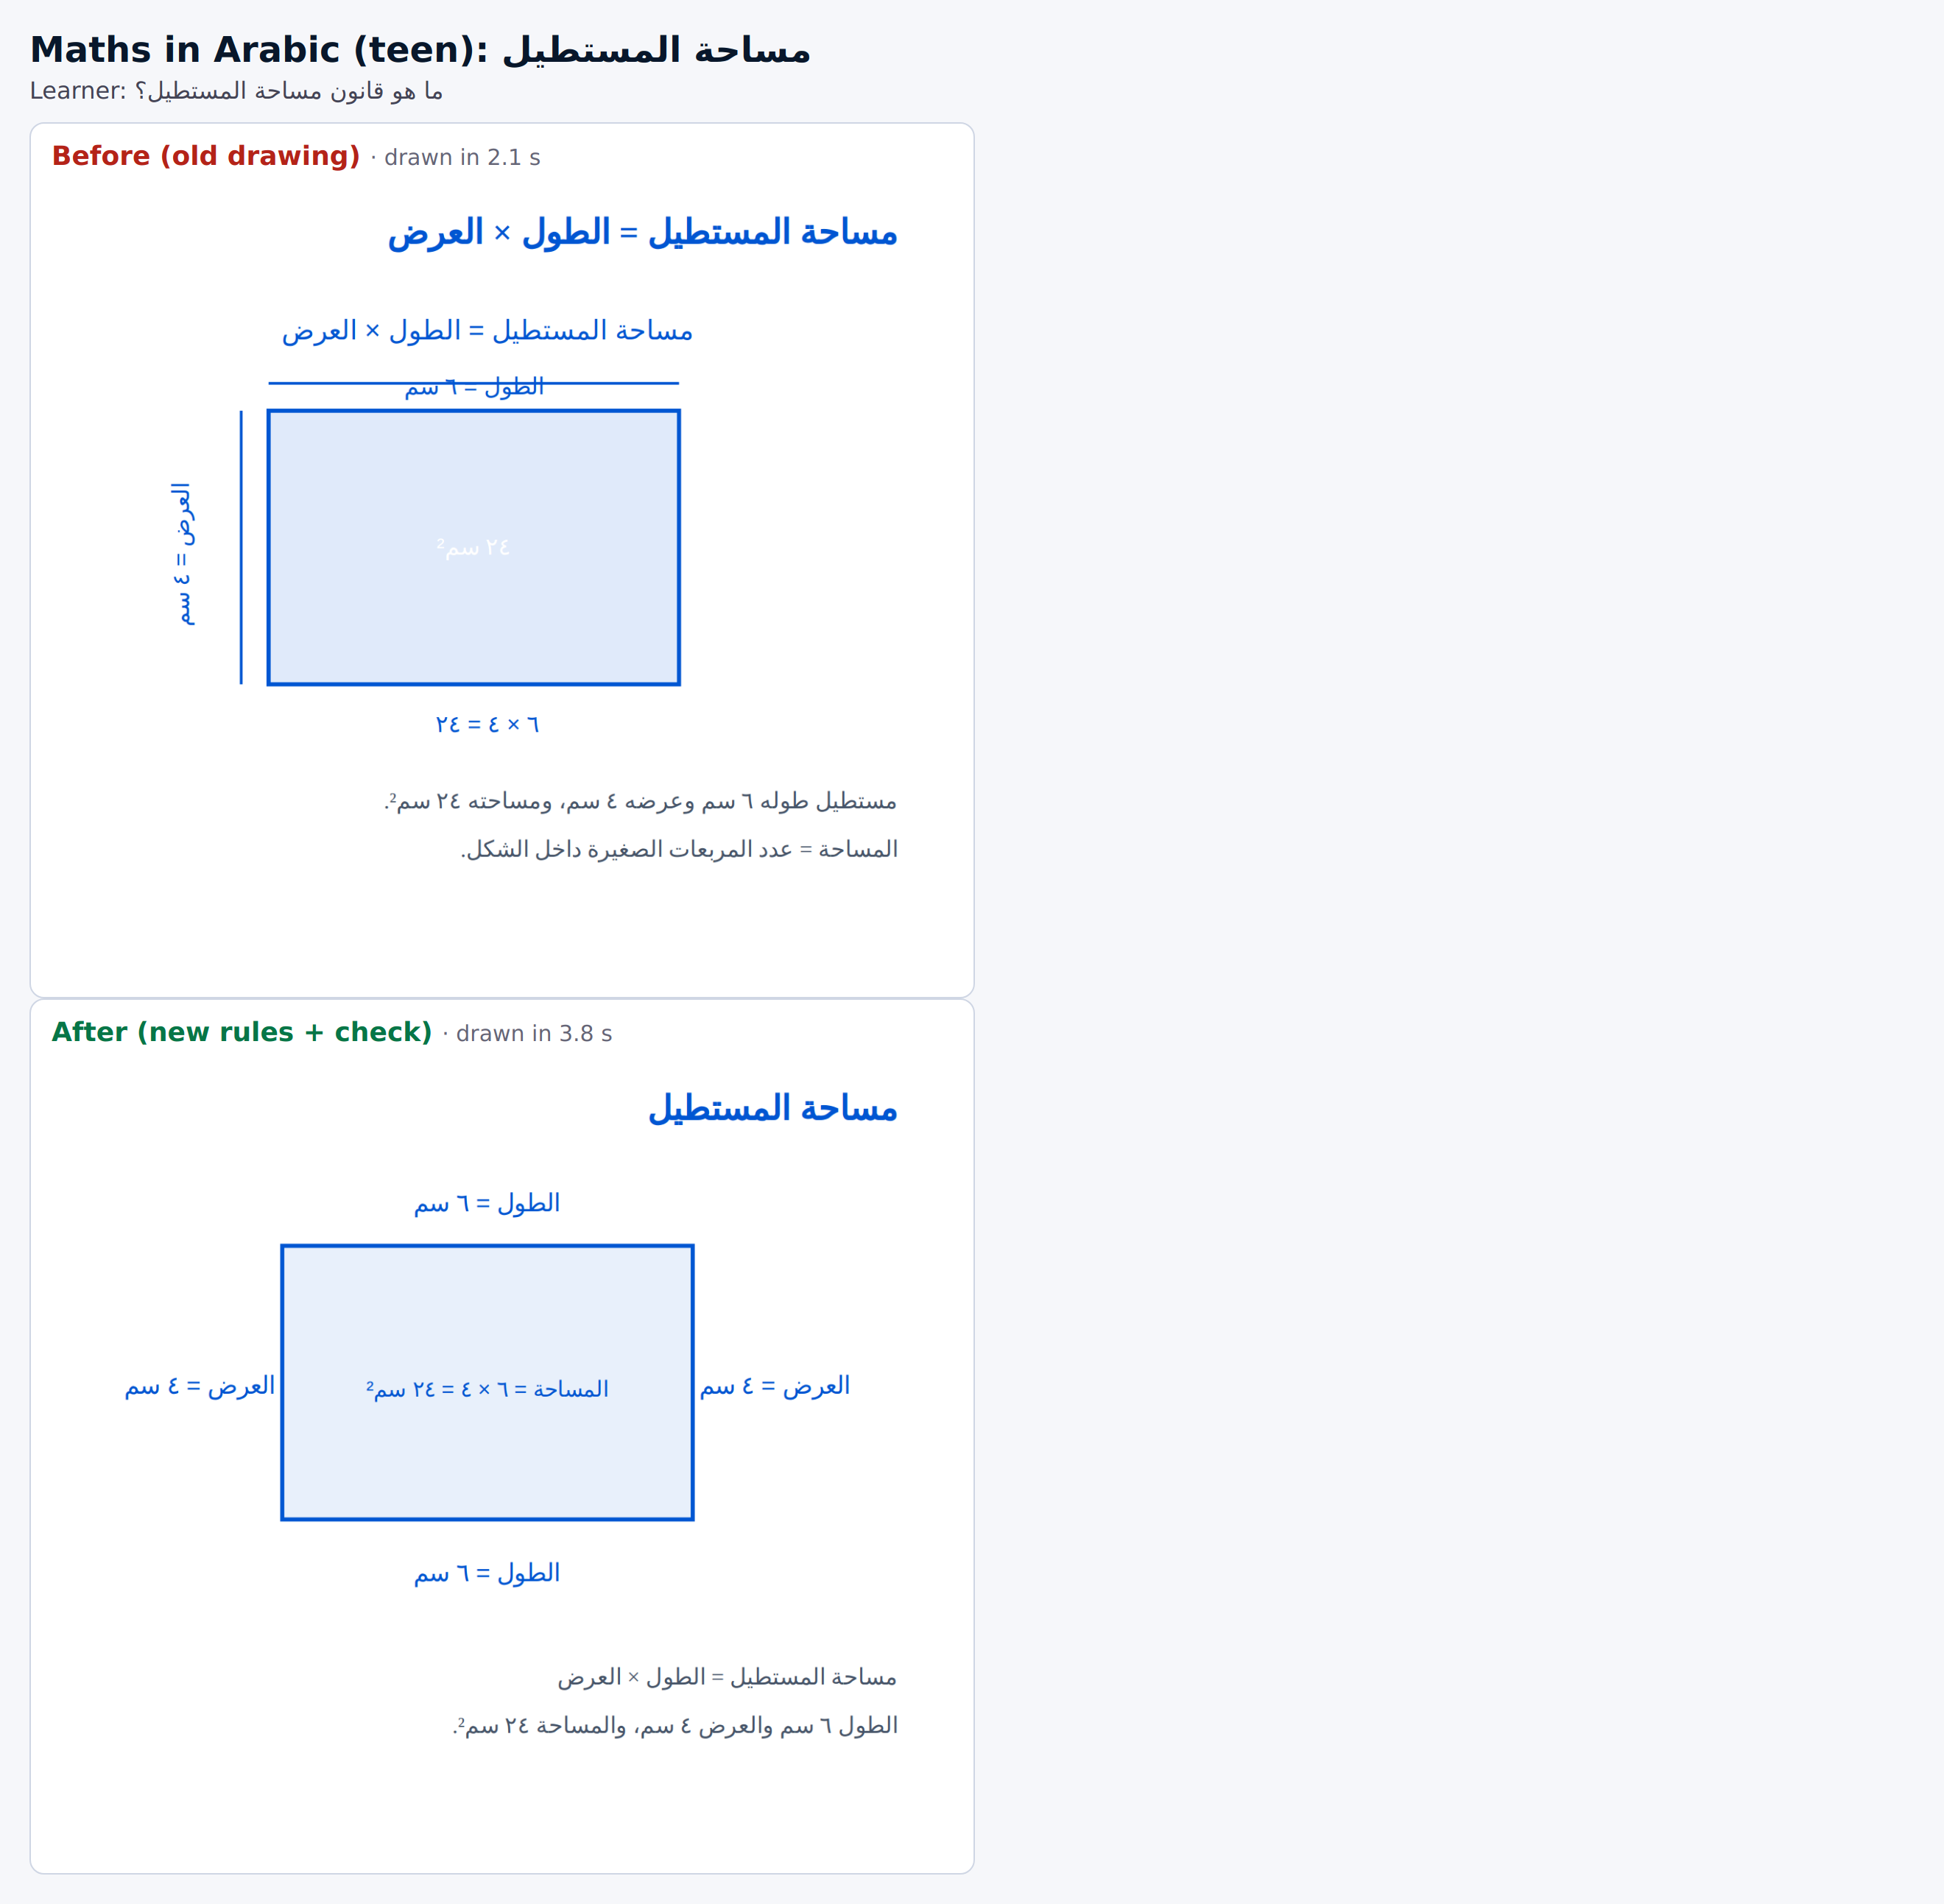 Maths in Arabic (teen): مساحة المستطيل
Learner: ما هو قانون مساحة المستطيل؟
Before (old drawing) · drawn in 2.1 s
مساحة المستطيل = الطول × العرض
مساحة المستطيل = الطول × العرض
الطول = ٦ سم
العرض = ٤ سم
٢٤ سم²
٦ × ٤ = ٢٤
مستطيل طوله ٦ سم وعرضه ٤ سم، ومساحته ٢٤ سم².
المساحة = عدد المربعات الصغيرة داخل الشكل.
After (new rules + check) · drawn in 3.8 s
مساحة المستطيل
الطول = ٦ سم
العرض = ٤ سم
المساحة = ٦ × ٤ = ٢٤ سم²
العرض = ٤ سم
الطول = ٦ سم
مساحة المستطيل = الطول × العرض
الطول ٦ سم والعرض ٤ سم، والمساحة ٢٤ سم².